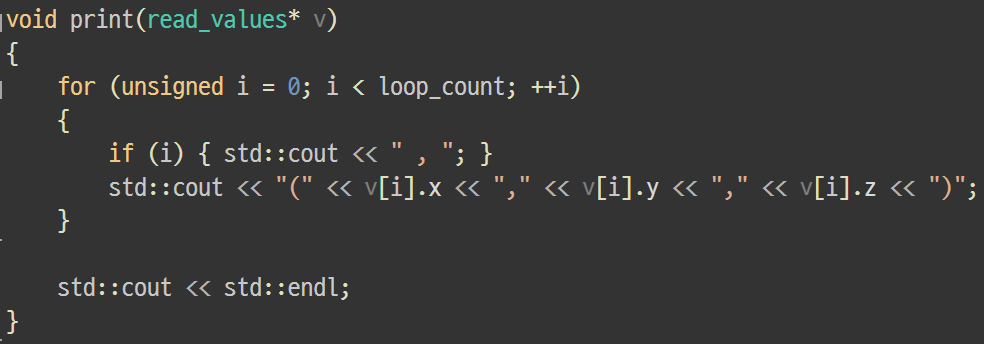 void print(read_values* v)
{
    for (unsigned i = 0; i < loop_count; ++i)
    {
        if (i) { std::cout << " , "; }
        std::cout << "(" << v[i].x << "," << v[i].y << "," << v[i].z << ")";
    }

    std::cout << std::endl;
}